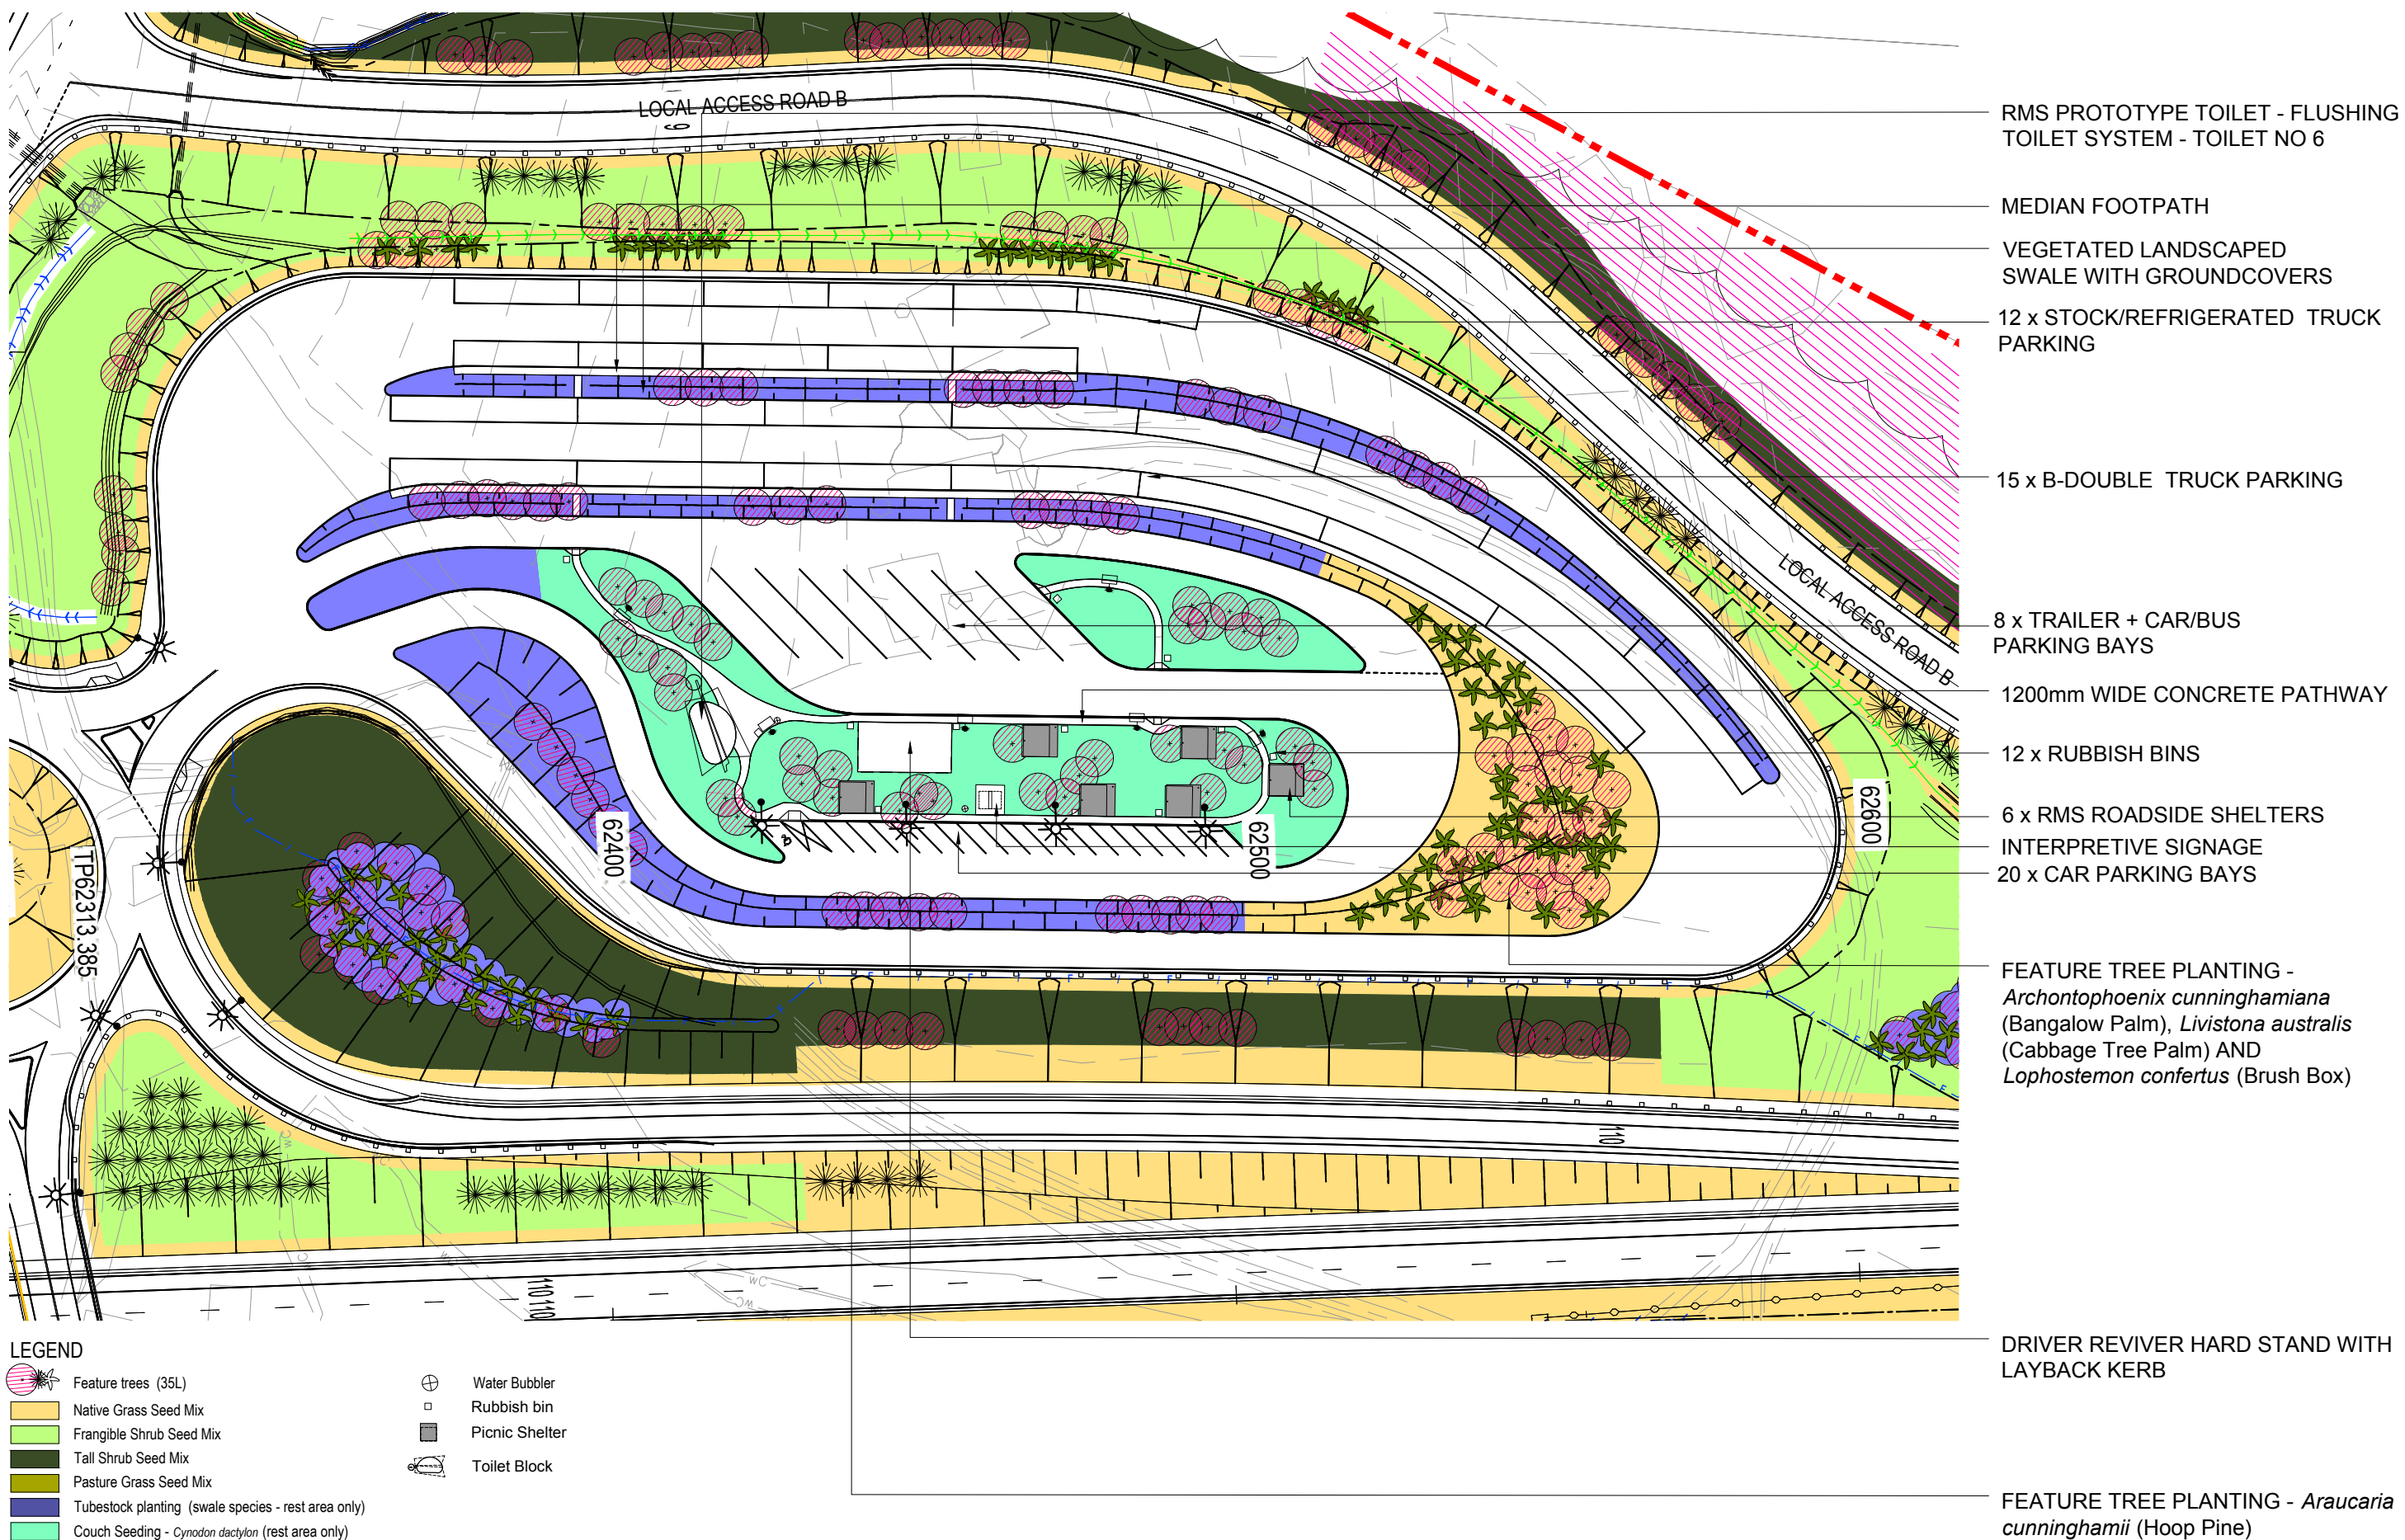 LOCAL ACCESS ROAD B
60
RMS PROTOTYPE TOILET - FLUSHING
TOILET SYSTEM - TOILET NO 6
MEDIAN FOOTPATH
VEGETATED LANDSCAPED
SWALE WITH GROUNDCOVERS
12 x STOCK/REFRIGERATED TRUCK
PARKING
15 x B-DOUBLE TRUCK PARKING
LOCAL ACCESS ROAD B
8 x TRAILER + CAR/BUS
PARKING BAYS
1200mm WIDE CONCRETE PATHWAY
12 x RUBBISH BINS
6 x RMS ROADSIDE SHELTERS
INTERPRETIVE SIGNAGE
20 x CAR PARKING BAYS
62400
62500
62600
TP62313.385
FEATURE TREE PLANTING -
Archontophoenix cunninghamiana
(Bangalow Palm), Livistona australis
(Cabbage Tree Palm) AND
Lophostemon confertus (Brush Box)
110
110 110
DRIVER REVIVER HARD STAND WITH
LAYBACK KERB
FEATURE TREE PLANTING - Araucaria
cunninghamii (Hoop Pine)
LEGEND
Feature trees (35L)
Native Grass Seed Mix
Frangible Shrub Seed Mix
Tall Shrub Seed Mix
Pasture Grass Seed Mix
Tubestock planting (swale species - rest area only)
Couch Seeding - Cynodon dactylon (rest area only)
Water Bubbler
Rubbish bin
Picnic Shelter
Toilet Block